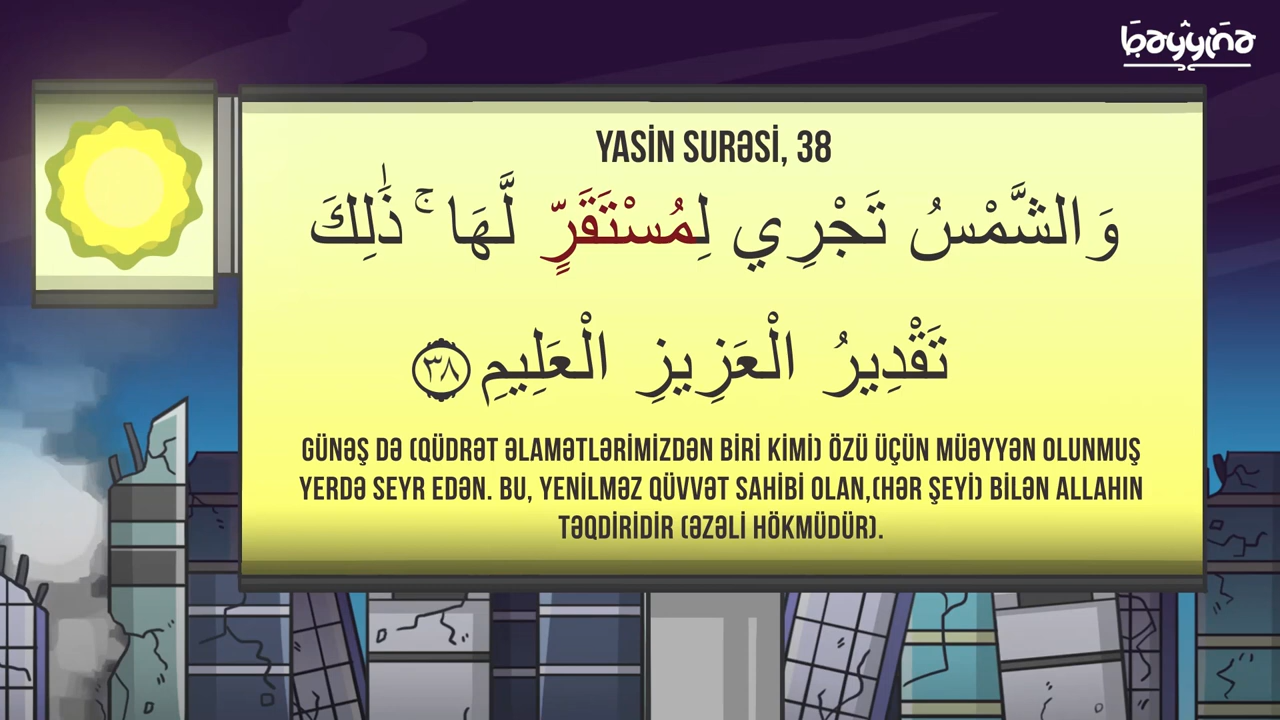 bayyina
YASİN SURƏSİ, 38
وَالشَّمْسُ تَجْرِي لِمُسْتَقَرٍّ لَّهَا ۚ ذَٰلِكَ
تَقْدِيرُ الْعَزِيزِ الْعَلِيمِ ٣٨
GÜNƏŞ DƏ (QÜDRƏT ƏLAMƏTLƏRİMİZDƏN BİRİ KİMİ) ÖZÜ ÜÇÜN MÜƏYYƏN OLUNMUŞ
YERDƏ SEYR EDƏN. BU, YENİLMƏZ QÜVVƏT SAHİBİ OLAN,(HƏR ŞEYİ) BİLƏN ALLAHIN
TƏQDİRİDİR (ƏZƏLİ HÖKMÜDÜR).